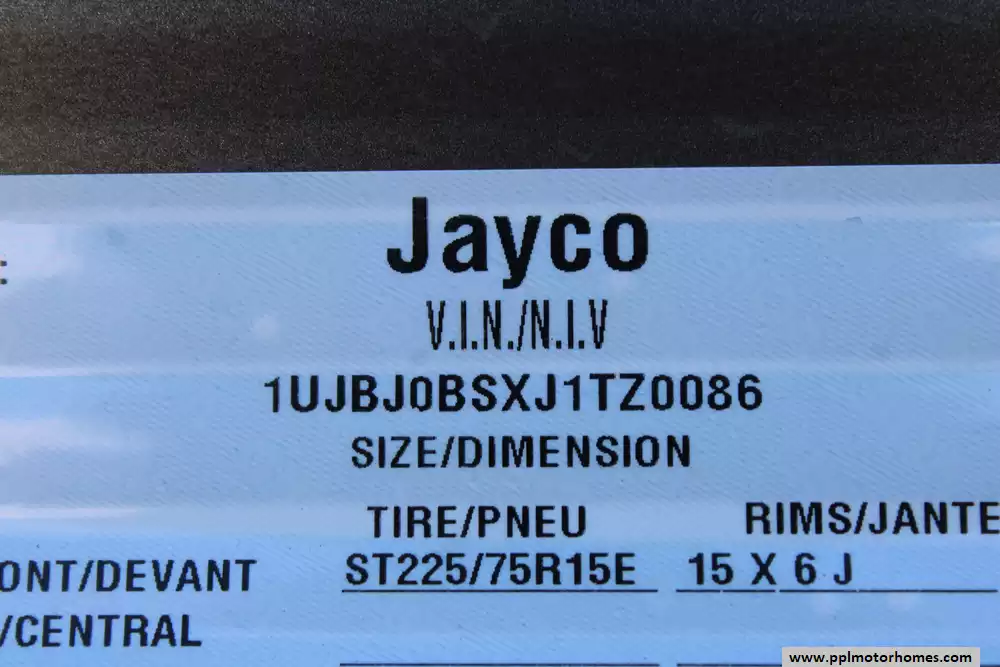 Jayco
V.I.N./N.I.V
1UJBJ0BSXJ1TZ0086
SIZE/DIMENSION
TIRE/PNEU RIMS/JANTE
ONT/DEVANT ST225/75R15E 15 X 6 J
/CENTRAL
www.pplmotorhomes.com